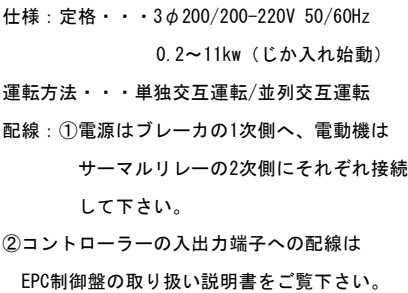 仕様：定格・・・3φ200/200-220V 50/60Hz
0.2～11kw（じか入れ始動）
運転方法・・・単独交互運転/並列交互運転
配線：①電源はブレーカの1次側へ、電動機は
サーマルリレーの2次側にそれぞれ接続
して下さい。
②コントローラーの入出力端子への配線は
EPC制御盤の取り扱い説明書をご覧下さい。